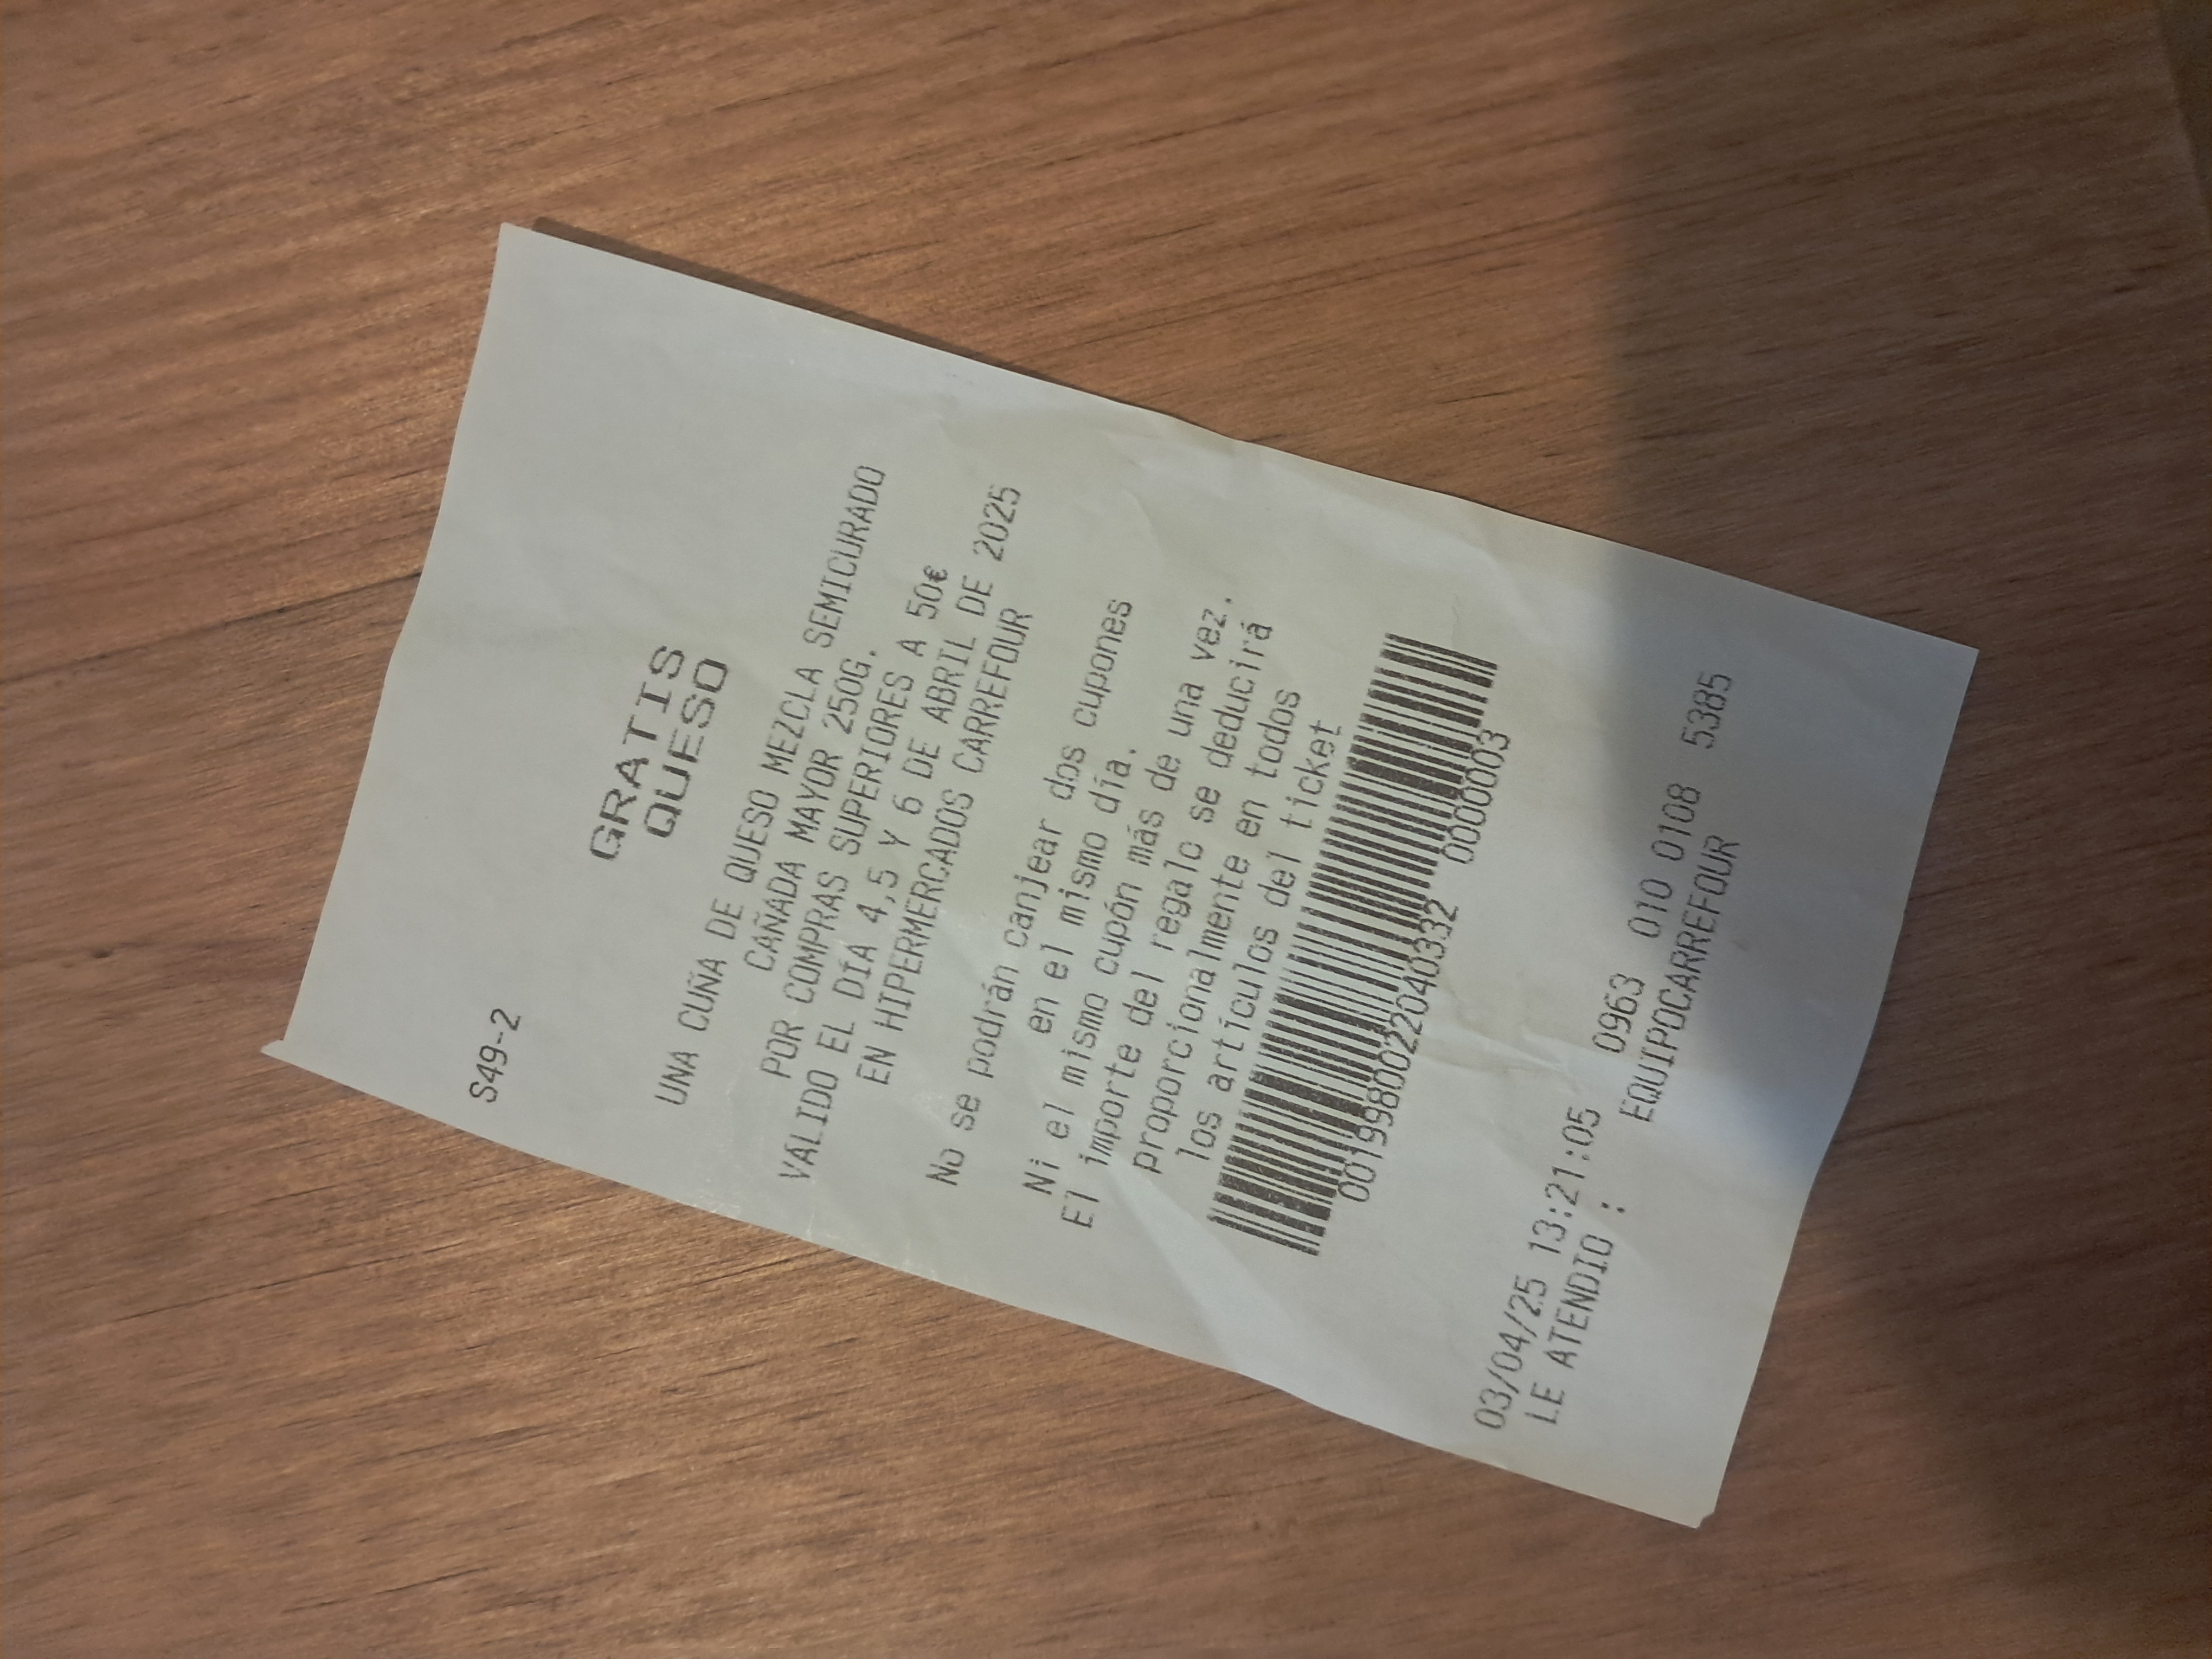 S49-2
GRATIS
QUESO
UNA CUÑA DE QUESO MEZCLA SEMICURADO
CAÑADA MAYOR 250G.
POR COMPRAS SUPERIORES A 50€
VÁLIDO EL DÍA 4,5 Y 6 DE ABRIL DE 2025
EN HIPERMERCADOS CARREFOUR
No se podrán canjear dos cupones
en el mismo día.
Ni el mismo cupón más de una vez.
El importe del regalo se deducirá
proporcionalmente en todos
los artículos del ticket
0019980022040332 0000003
03/04/25 13:21:05 0963 010 0108 5385
LE ATENDIO : EQUIPOCARREFOUR